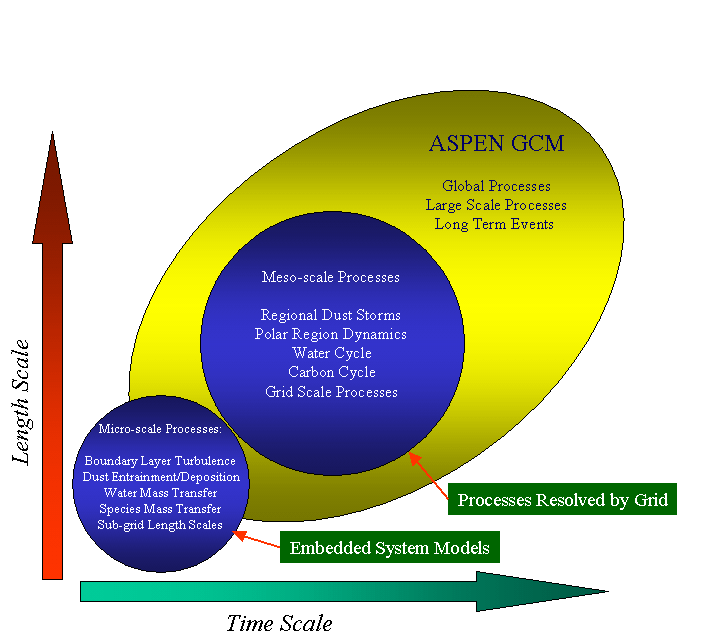 ASPEN GCM
Global Processes
Large Scale Processes
Long Term Events
Meso-scale Processes
Regional Dust Storms
Polar Region Dynamics
Water Cycle
Carbon Cycle
Grid Scale Processes
Length Scale
Micro-scale Processes:
Boundary Layer Turbulence
Dust Entrainment/Deposition
Water Mass Transfer
Species Mass Transfer
Sub-grid Length Scales
Processes Resolved by Grid
Embedded System Models
Time Scale